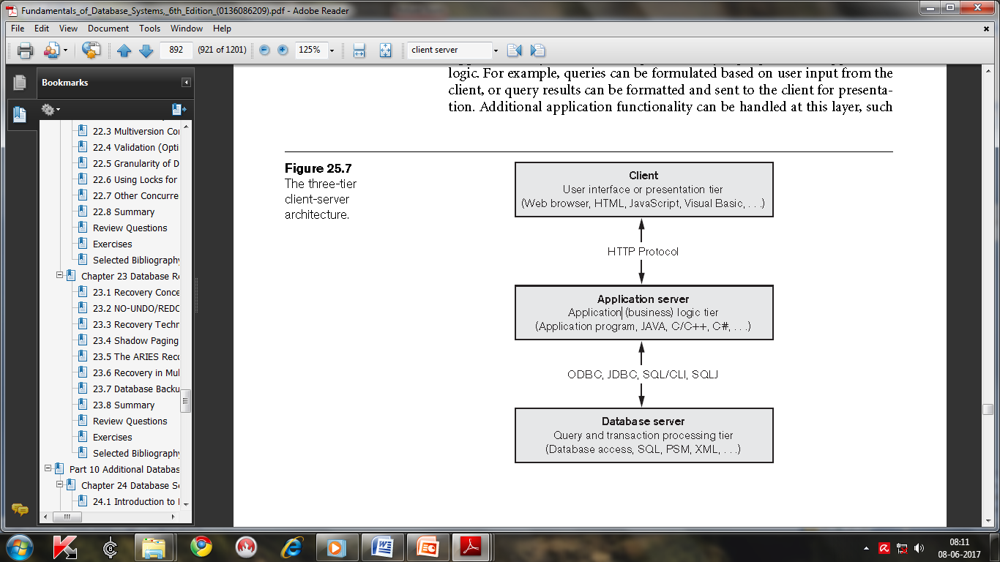 Fundamentals_of_Database_Systems,_6th_Edition_(0136086209).pdf - Adobe Reader
File Edit View Document Tools Window Help
892 (921 of 1201) 125% client server
Bookmarks
22.3 Multiversion Co
22.4 Validation (Opti
22.5 Granularity of D
22.6 Using Locks for
22.7 Other Concurre
22.8 Summary
Review Questions
Exercises
Selected Bibliography
Chapter 23 Database Re
23.1 Recovery Conce
23.2 NO-UNDO/REDO
23.3 Recovery Techn
23.4 Shadow Paging
23.5 The ARIES Reco
23.6 Recovery in Mul
23.7 Database Backu
23.8 Summary
Review Questions
Exercises
Selected Bibliography
Part 10 Additional Databas
Chapter 24 Database Se
24.1 Introduction to
logic. For example, queries can be formulated based on user input from the
client, or query results can be formatted and sent to the client for presenta-
tion. Additional application functionality can be handled at this layer, such
Figure 25.7
The three-tier
client-server
architecture.
Client
User interface or presentation tier
(Web browser, HTML, JavaScript, Visual Basic, . . .)
HTTP Protocol
Application server
Application (business) logic tier
(Application program, JAVA, C/C++, C#, . . .)
ODBC, JDBC, SQL/CLI, SQLJ
Database server
Query and transaction processing tier
(Database access, SQL, PSM, XML, . . .)
08:11
08-06-2017